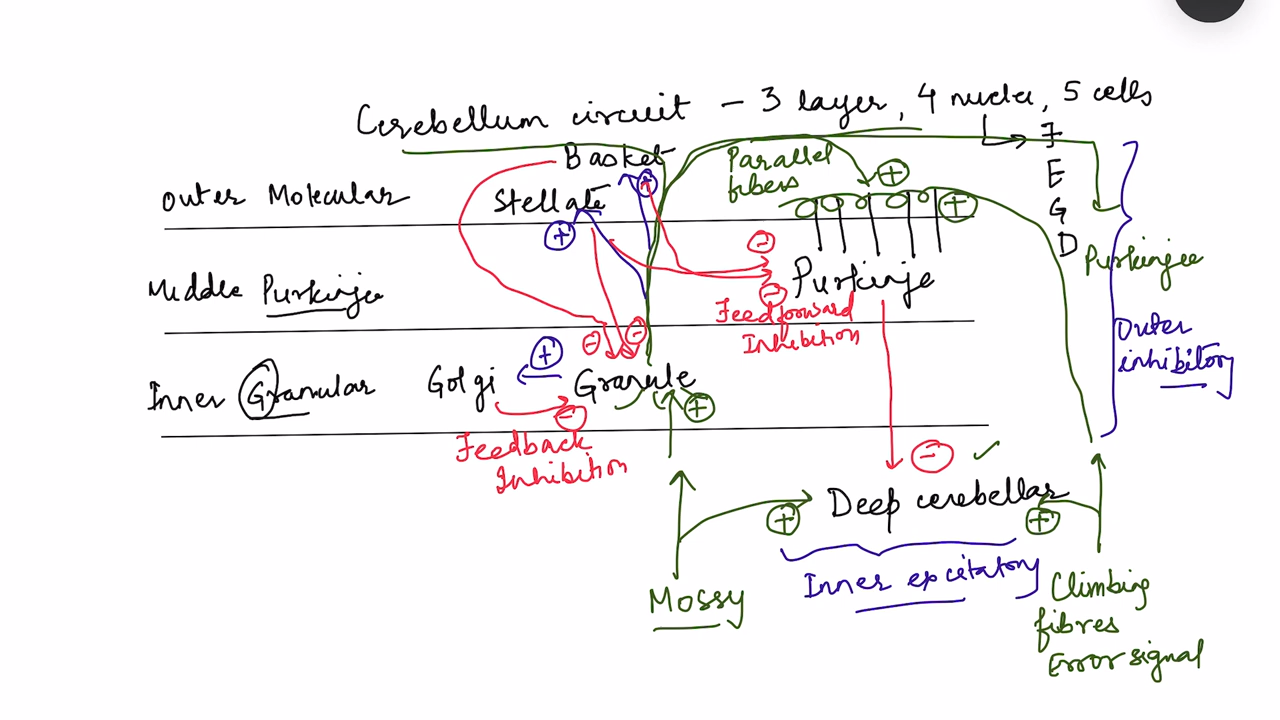 Cerebellum circuit - 3 layer, 4 nuclei, 5 cells
F
E
G
D
Basket
Parallel
fibers
+
+
Outer Molecular
Stellate
+
+
Purkinjee
Middle Purkinjee
-
-
Purkinje
Feedforward
Inhibition
Outer
inhibitory
-
-
+
Inner Granular
Golgi
Granule
+
-
Feedback
Inhibition
-
Deep cerebellar
+
+
Inner excitatory
Mossy
Climbing
fibres
Error signal